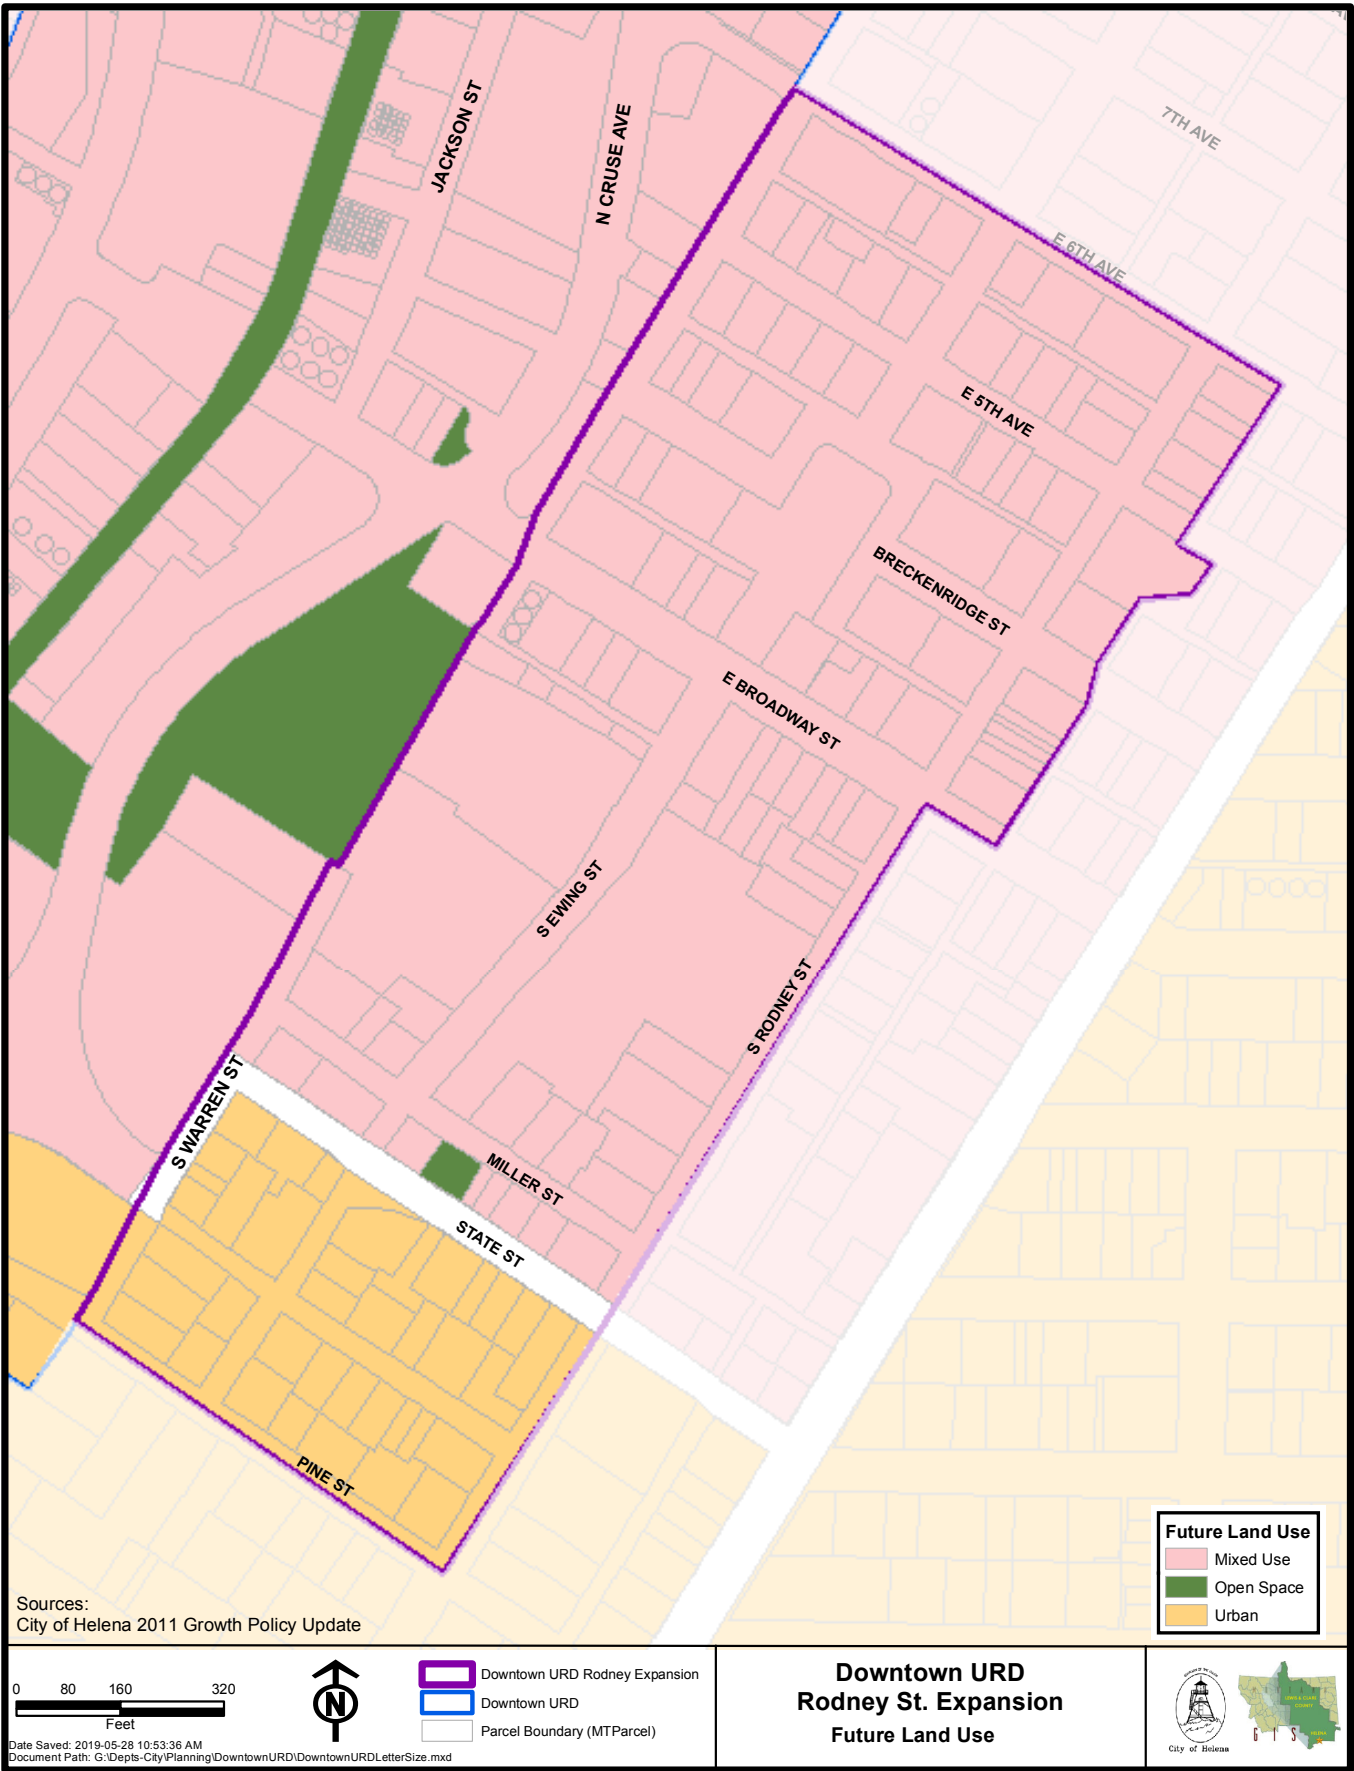 JACKSON ST
N CRUSE AVE
7TH AVE
E 6TH AVE
E 5TH AVE
BRECKENRIDGE ST
E BROADWAY ST
S EWING ST
S RODNEY ST
S WARREN ST
MILLER ST
STATE ST
PINE ST
Future Land Use
Mixed Use
Open Space
Urban
Sources:
City of Helena 2011 Growth Policy Update
0 80 160 320
Feet
N
Date Saved: 2019-05-28 10:53:36 AM
Document Path: G:\Depts-City\Planning\DowntownURD\DowntownURDLetterSize.mxd
Downtown URD Rodney Expansion
Downtown URD
Parcel Boundary (MTParcel)
Downtown URD
Rodney St. Expansion
Future Land Use
City of Helena
LEWIS & CLARK
COUNTY
HELENA
G I S